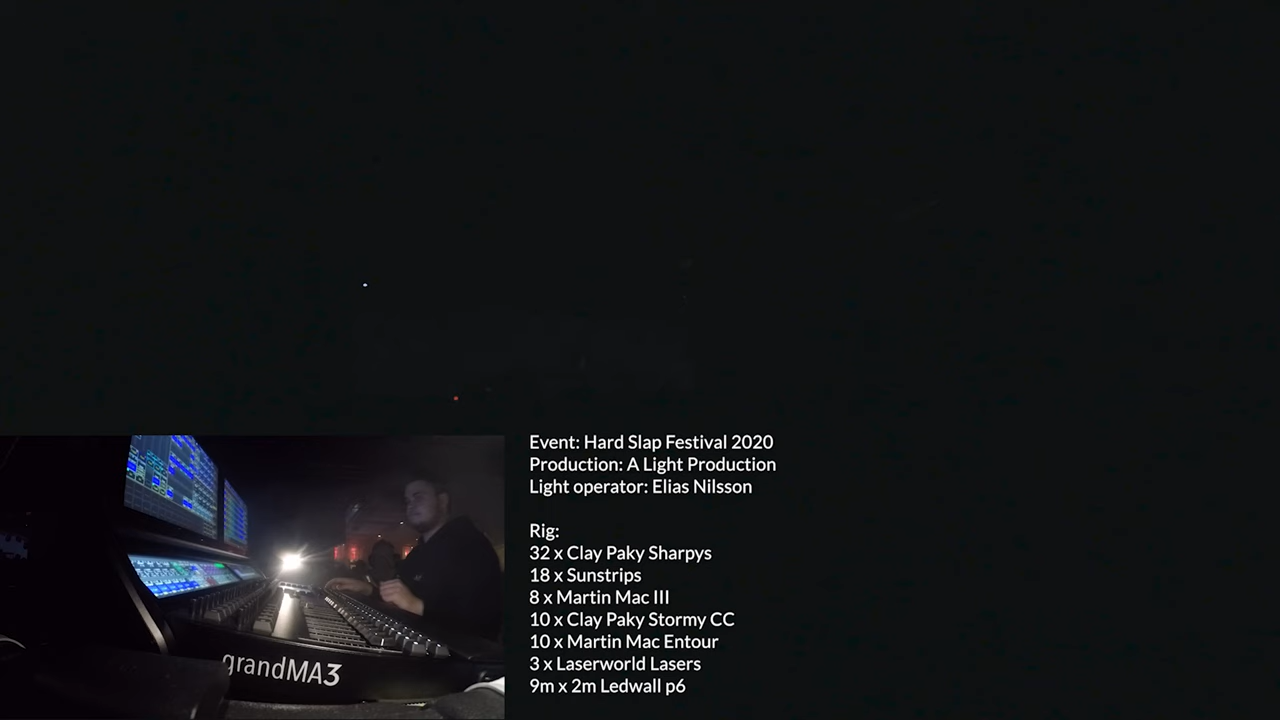 Event: Hard Slap Festival 2020
Production: A Light Production
Light operator: Elias Nilsson
Rig:
32 x Clay Paky Sharpys
18 x Sunstrips
8 x Martin Mac III
10 x Clay Paky Stormy CC
10 x Martin Mac Entour
3 x Laserworld Lasers
9m x 2m Ledwall p6
grandMA3